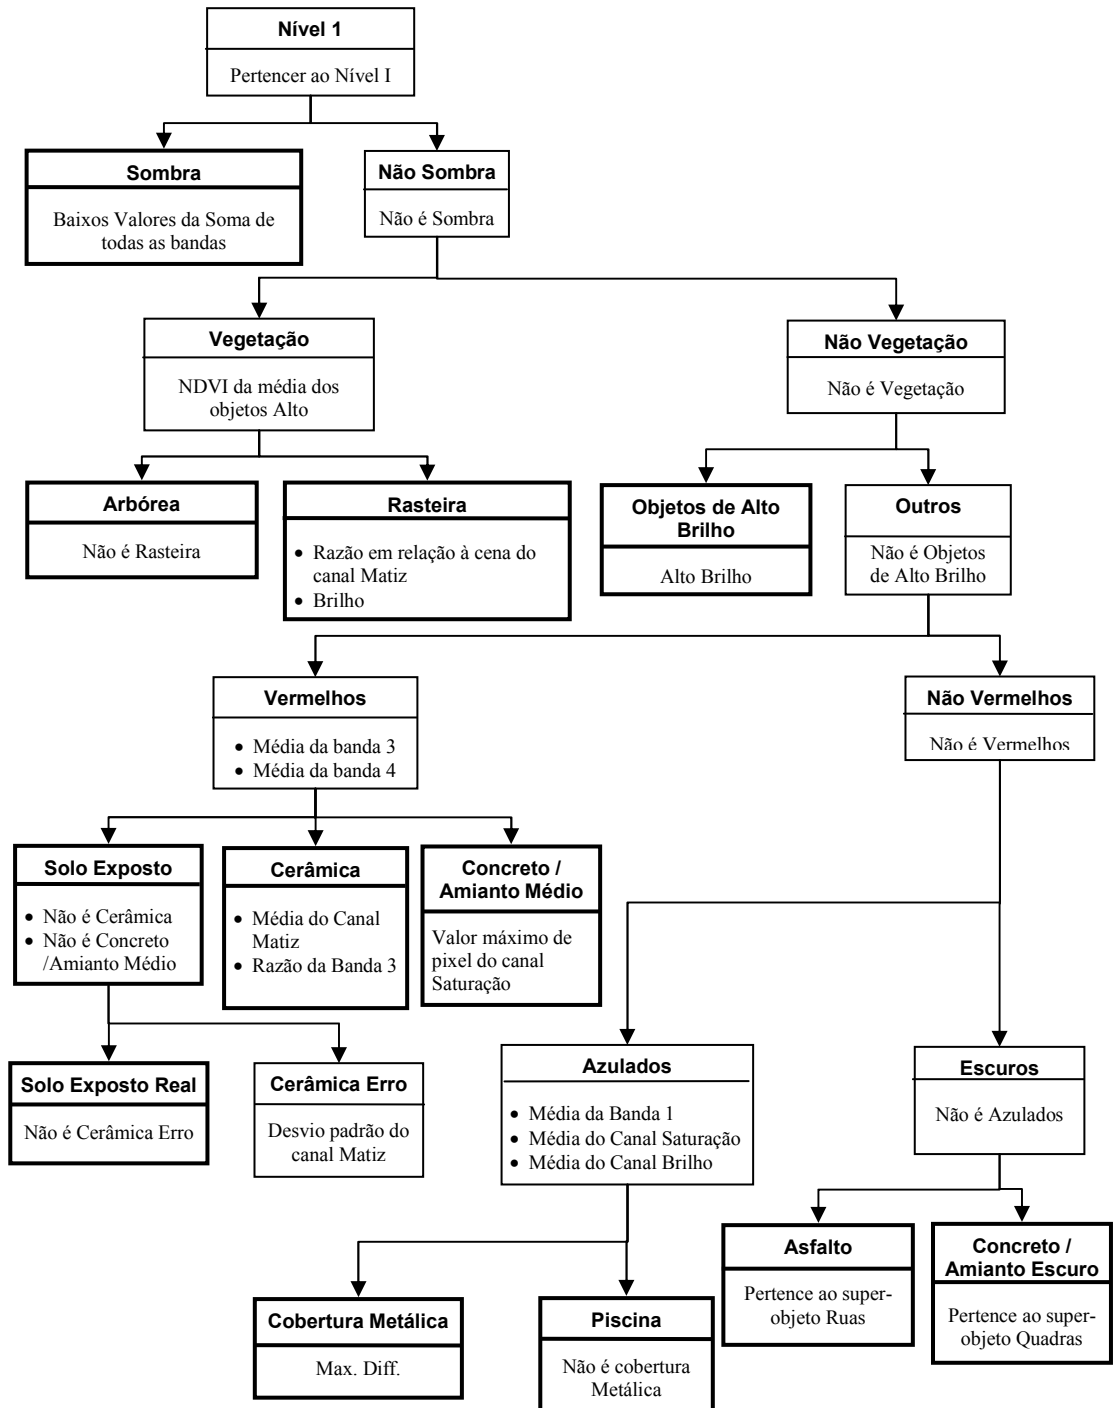 Nível 1
Pertencer ao Nível I
Sombra
Baixos Valores da Soma de
todas as bandas
Não Sombra
Não é Sombra
Vegetação
NDVI da média dos
objetos Alto
Não Vegetação
Não é Vegetação
Arbórea
Não é Rasteira
Rasteira
• Razão em relação à cena do
canal Matiz
• Brilho
Objetos de Alto
Brilho
Alto Brilho
Outros
Não é Objetos
de Alto Brilho
Vermelhos
• Média da banda 3
• Média da banda 4
Não Vermelhos
Não é Vermelhos
Solo Exposto
• Não é Cerâmica
• Não é Concreto
/Amianto Médio
Cerâmica
• Média do Canal
Matiz
• Razão da Banda 3
Concreto /
Amianto Médio
Valor máximo de
pixel do canal
Saturação
Solo Exposto Real
Não é Cerâmica Erro
Cerâmica Erro
Desvio padrão do
canal Matiz
Azulados
• Média da Banda 1
• Média do Canal Saturação
• Média do Canal Brilho
Escuros
Não é Azulados
Cobertura Metálica
Max. Diff.
Piscina
Não é cobertura
Metálica
Asfalto
Pertence ao super-
objeto Ruas
Concreto /
Amianto Escuro
Pertence ao super-
objeto Quadras